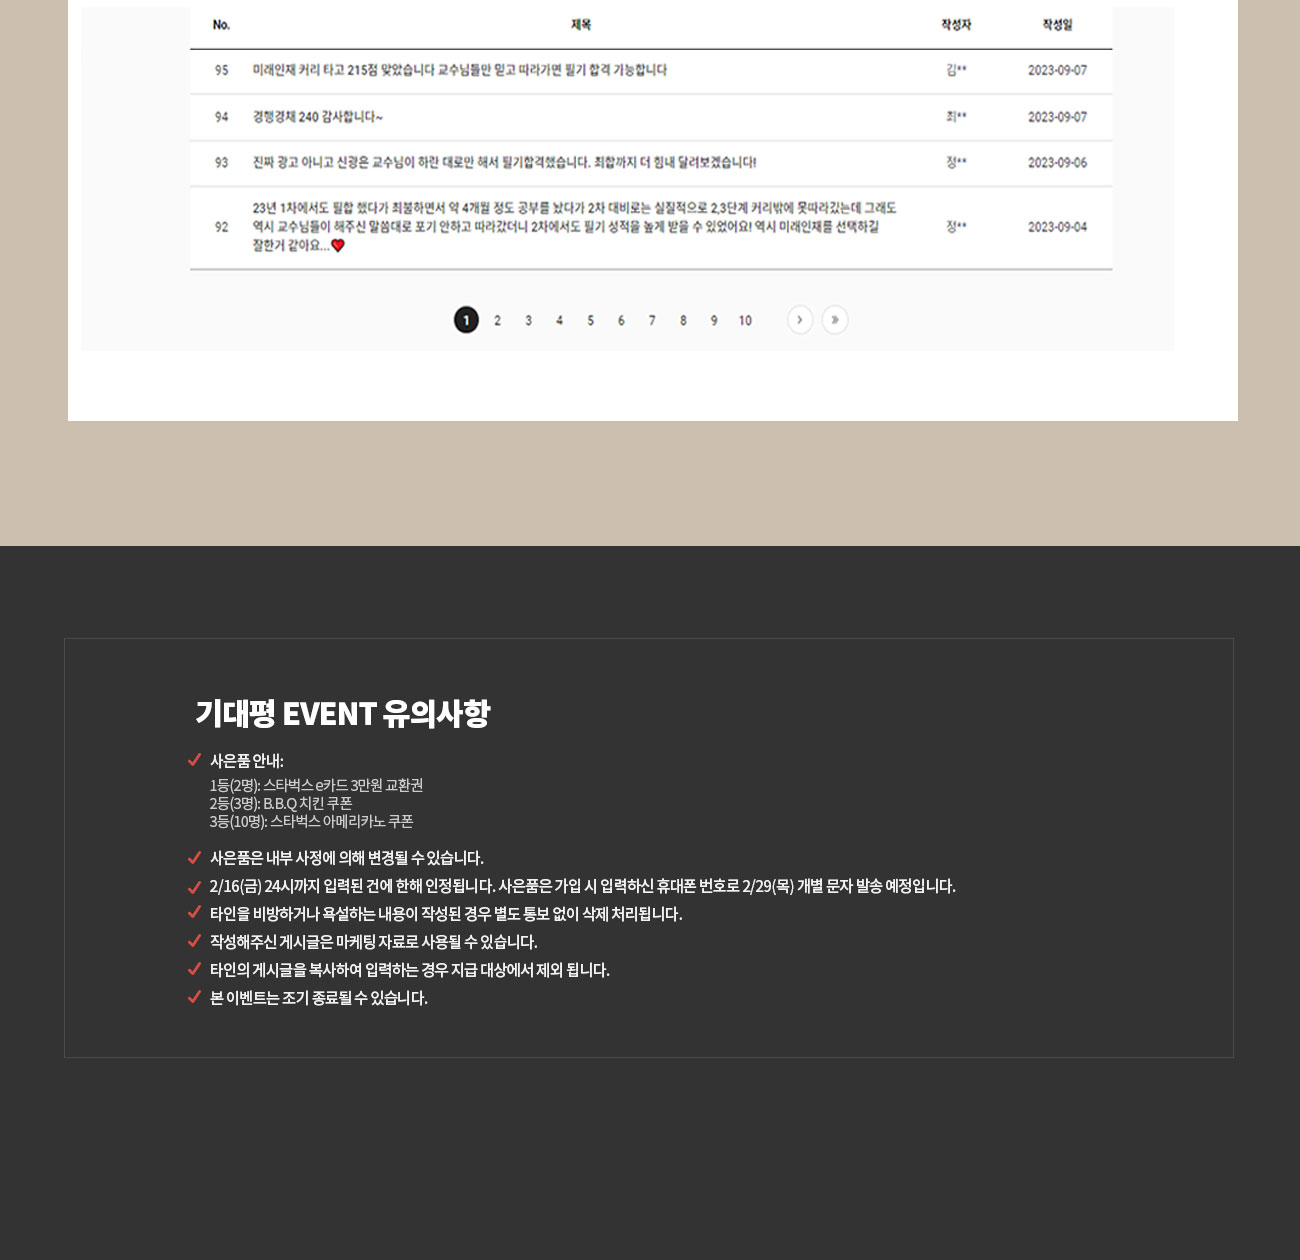 No. 제목 작성자 작성일
95 미래인재 커리 타고 215점 맞았습니다 교수님들만 믿고 따라가면 필기 합격 가능합니다 김** 2023-09-07
94 경행경채 240 감사합니다~ 최** 2023-09-07
93 진짜 광고 아니고 신광은 교수님이 하란 대로만 해서 필기합격했습니다. 최합까지 더 힘내 달려보겠습니다! 정** 2023-09-06
23년 1차에서도 필합 했다가 최불하면서 약 4개월 정도 공부를 놨다가 2차 대비로는 실질적으로 2,3단계 커리밖에 못따라갔는데 그래도
92 역시 교수님들이 해주신 말씀대로 포기 안하고 따라갔더니 2차에서도 필기 성적을 높게 받을 수 있었어요! 역시 미래인재를 선택하길 정** 2023-09-04
잘한거 같아요...❤
1 2 3 4 5 6 7 8 9 10 › »
기대평 EVENT 유의사항
사은품 안내:
1등(2명): 스타벅스 e카드 3만원 교환권
2등(3명): B.B.Q 치킨 쿠폰
3등(10명): 스타벅스 아메리카노 쿠폰
사은품은 내부 사정에 의해 변경될 수 있습니다.
2/16(금) 24시까지 입력된 건에 한해 인정됩니다. 사은품은 가입 시 입력하신 휴대폰 번호로 2/29(목) 개별 문자 발송 예정입니다.
타인을 비방하거나 욕설하는 내용이 작성된 경우 별도 통보 없이 삭제 처리됩니다.
작성해주신 게시글은 마케팅 자료로 사용될 수 있습니다.
타인의 게시글을 복사하여 입력하는 경우 지급 대상에서 제외 됩니다.
본 이벤트는 조기 종료될 수 있습니다.